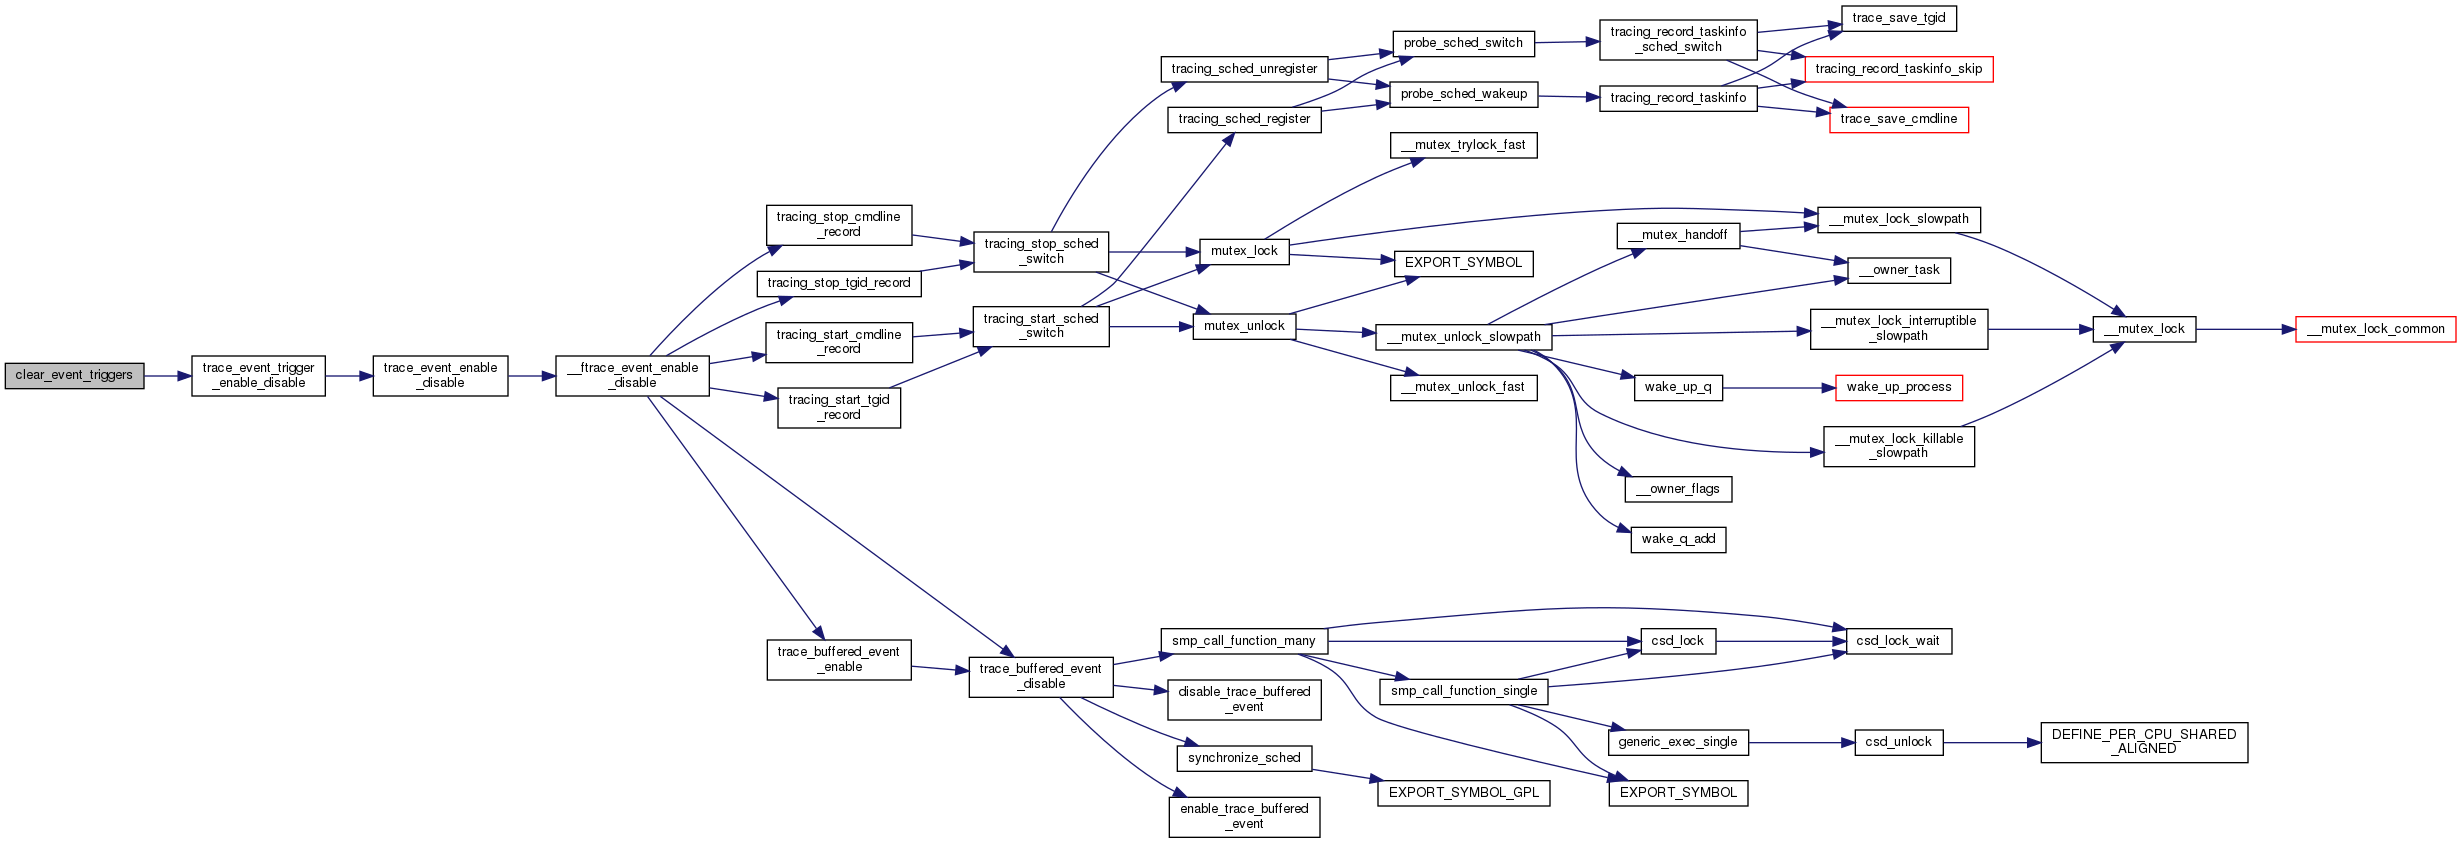 clear_event_triggers
trace_event_trigger
_enable_disable
trace_event_enable
_disable
__ftrace_event_enable
_disable
tracing_stop_cmdline
_record
tracing_stop_tgid_record
tracing_start_cmdline
_record
tracing_start_tgid
_record
trace_buffered_event
_enable
tracing_stop_sched
_switch
tracing_start_sched
_switch
trace_buffered_event
_disable
tracing_sched_unregister
tracing_sched_register
mutex_lock
mutex_unlock
smp_call_function_many
disable_trace_buffered
_event
synchronize_sched
enable_trace_buffered
_event
probe_sched_switch
probe_sched_wakeup
__mutex_trylock_fast
EXPORT_SYMBOL
__mutex_unlock_slowpath
__mutex_unlock_fast
smp_call_function_single
EXPORT_SYMBOL_GPL
tracing_record_taskinfo
_sched_switch
tracing_record_taskinfo
__mutex_handoff
wake_up_q
__owner_flags
wake_q_add
csd_lock
generic_exec_single
EXPORT_SYMBOL
trace_save_tgid
tracing_record_taskinfo_skip
trace_save_cmdline
__mutex_lock_slowpath
__owner_task
__mutex_lock_interruptible
_slowpath
wake_up_process
__mutex_lock_killable
_slowpath
csd_lock_wait
csd_unlock
__mutex_lock
DEFINE_PER_CPU_SHARED
_ALIGNED
__mutex_lock_common